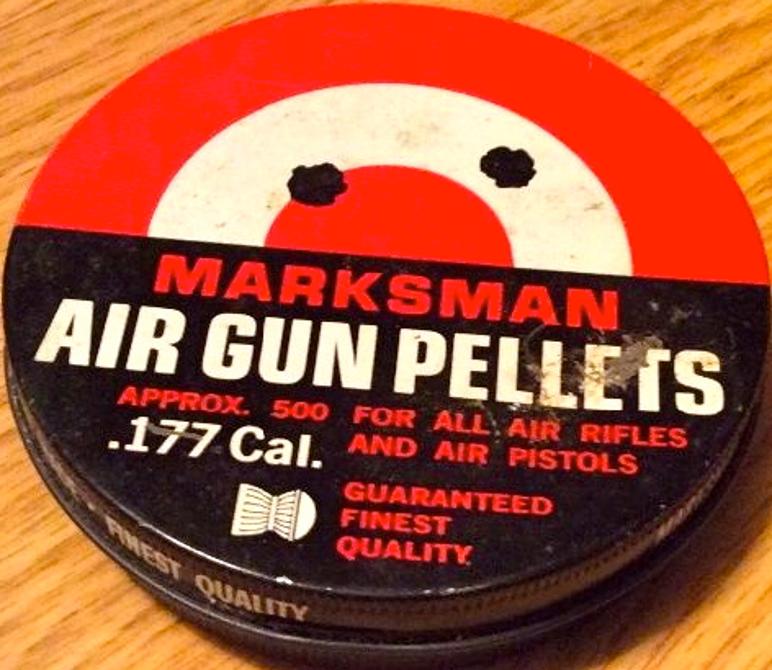 MARKSMAN
AIR GUN PELLETS
APPROX. 500 FOR ALL AIR RIFLES
.177 Cal. AND AIR PISTOLS
GUARANTEED
FINEST
QUALITY
FINEST QUALITY